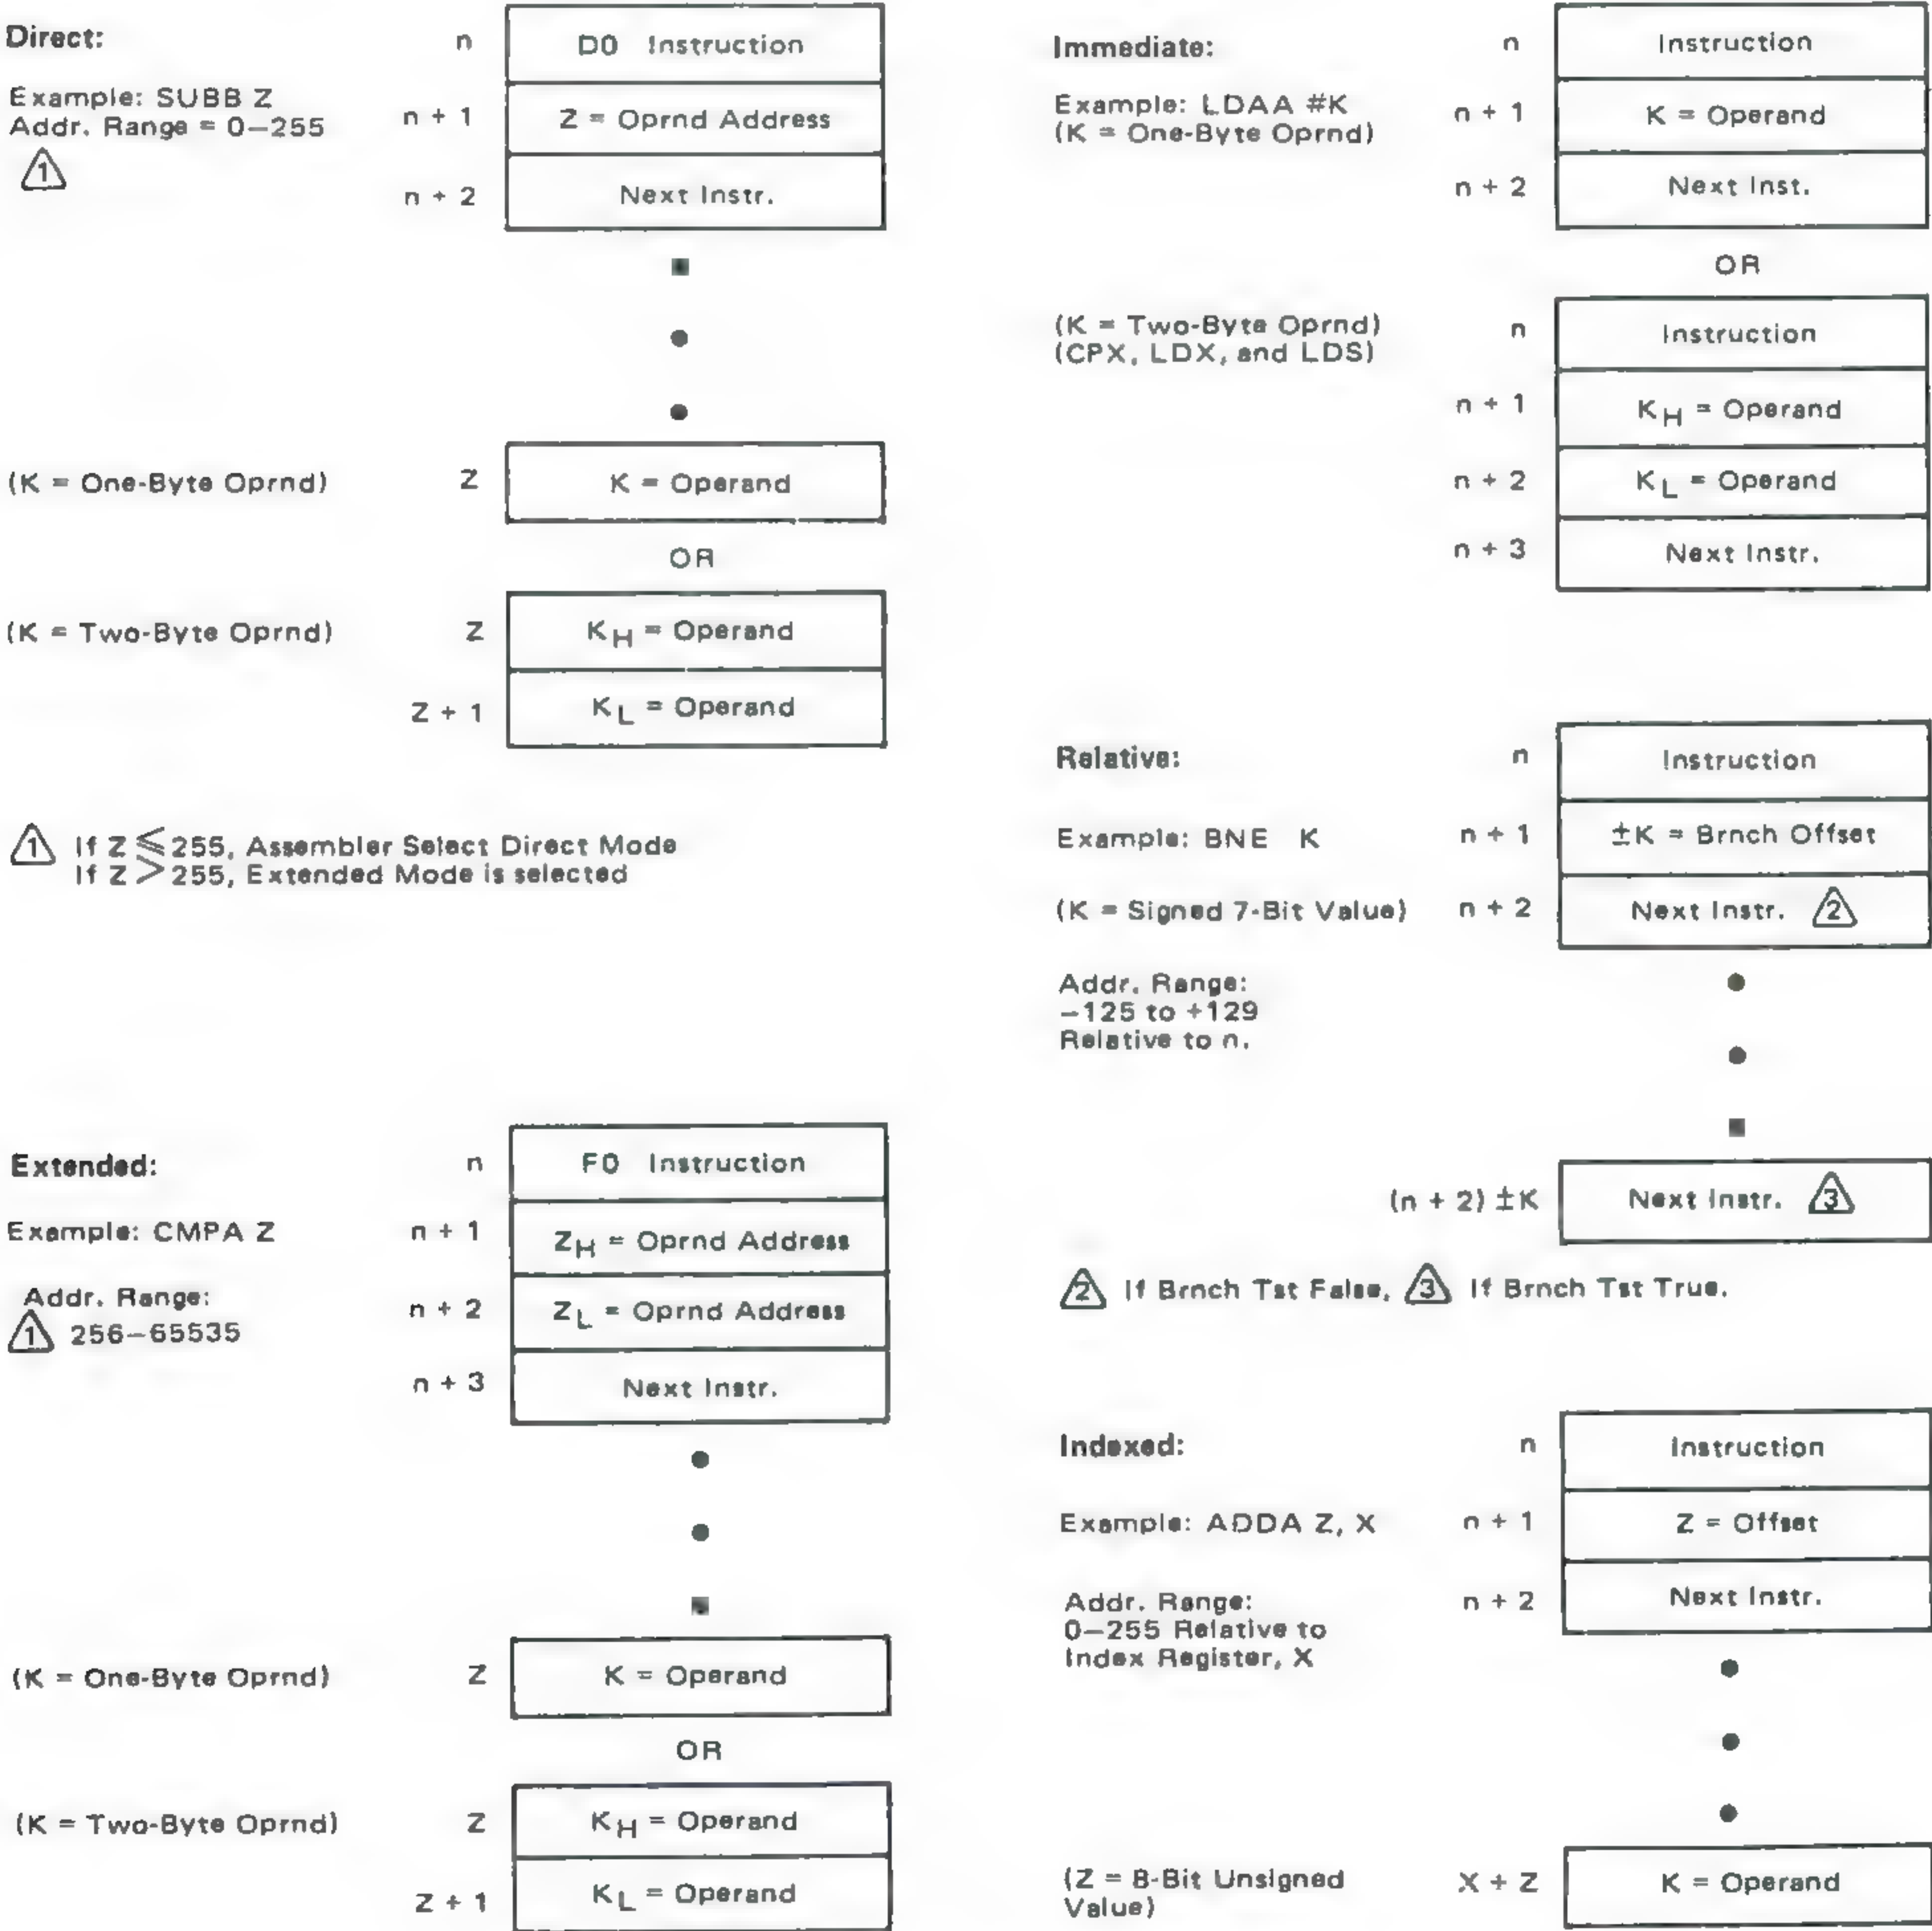 Direct:
n
D0 Instruction
Example: SUBB Z
Addr. Range = 0–255
1
n + 1
Z = Oprnd Address
n + 2
Next Instr.
(K = One-Byte Oprnd)
Z
K = Operand
OR
(K = Two-Byte Oprnd)
Z
KH = Operand
Z + 1
KL = Operand
1 If Z ⩽ 255, Assembler Select Direct Mode
If Z > 255, Extended Mode is selected
Extended:
n
F0 Instruction
Example: CMPA Z
n + 1
ZH = Oprnd Address
Addr. Range:
1 256–65535
n + 2
ZL = Oprnd Address
n + 3
Next Instr.
(K = One-Byte Oprnd)
Z
K = Operand
OR
(K = Two-Byte Oprnd)
Z
KH = Operand
Z + 1
KL = Operand
Immediate:
n
Instruction
Example: LDAA #K
(K = One-Byte Oprnd)
n + 1
K = Operand
n + 2
Next Inst.
OR
(K = Two-Byte Oprnd)
(CPX, LDX, and LDS)
n
Instruction
n + 1
KH = Operand
n + 2
KL = Operand
n + 3
Next Instr.
Relative:
n
Instruction
Example: BNE K
n + 1
±K = Brnch Offset
(K = Signed 7-Bit Value)
n + 2
Next Instr. 2
Addr. Range:
–125 to +129
Relative to n.
(n + 2) ±K
Next Instr. 3
2 If Brnch Tst False, 3 If Brnch Tst True.
Indexed:
n
Instruction
Example: ADDA Z, X
n + 1
Z = Offset
Addr. Range:
0–255 Relative to
Index Register, X
n + 2
Next Instr.
(Z = 8-Bit Unsigned
Value)
X + Z
K = Operand